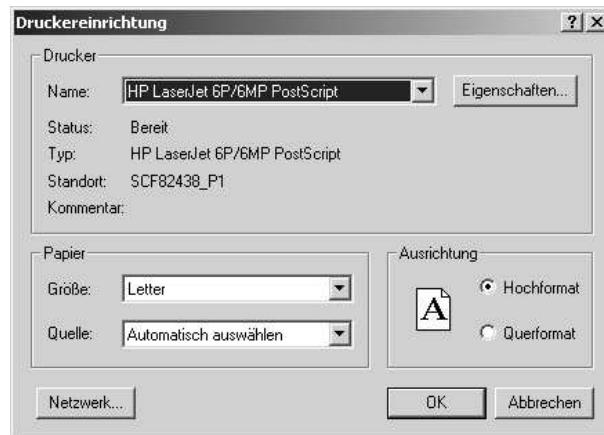 Druckereinrichtung
Drucker
Name: HP LaserJet 6P/6MP PostScript Eigenschaften...
Status: Bereit
Typ: HP LaserJet 6P/6MP PostScript
Standort: SCF82438_P1
Kommentar:
Papier
Größe: Letter
Quelle: Automatisch auswählen
Ausrichtung
A
Hochformat
Querformat
Netzwerk... OK Abbrechen